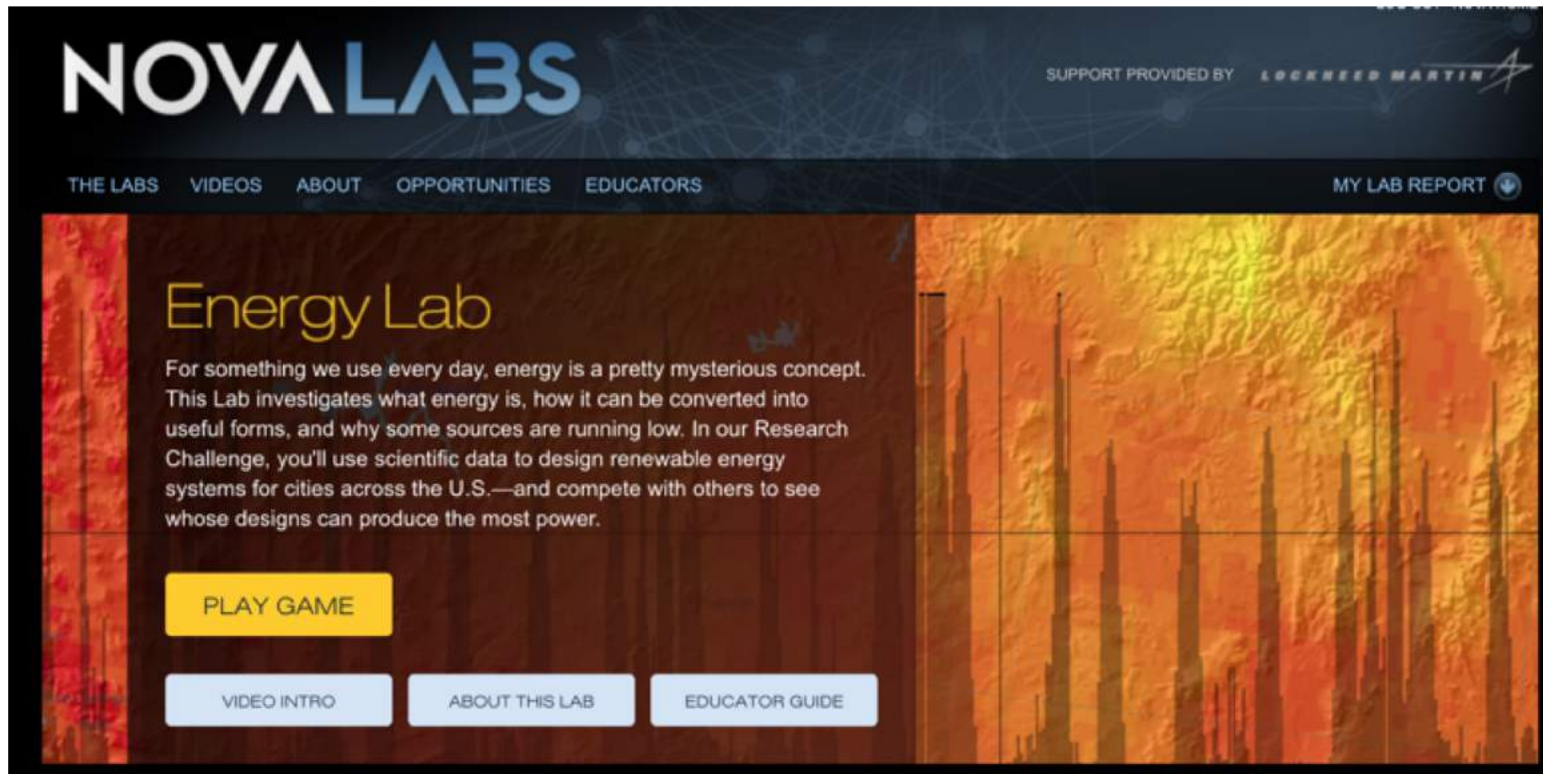 NOVA LABS
SUPPORT PROVIDED BY LOCKHEED MARTIN
THE LABS VIDEOS ABOUT OPPORTUNITIES EDUCATORS MY LAB REPORT
Energy Lab
For something we use every day, energy is a pretty mysterious concept.
This Lab investigates what energy is, how it can be converted into
useful forms, and why some sources are running low. In our Research
Challenge, you'll use scientific data to design renewable energy
systems for cities across the U.S.—and compete with others to see
whose designs can produce the most power.
PLAY GAME
VIDEO INTRO ABOUT THIS LAB EDUCATOR GUIDE